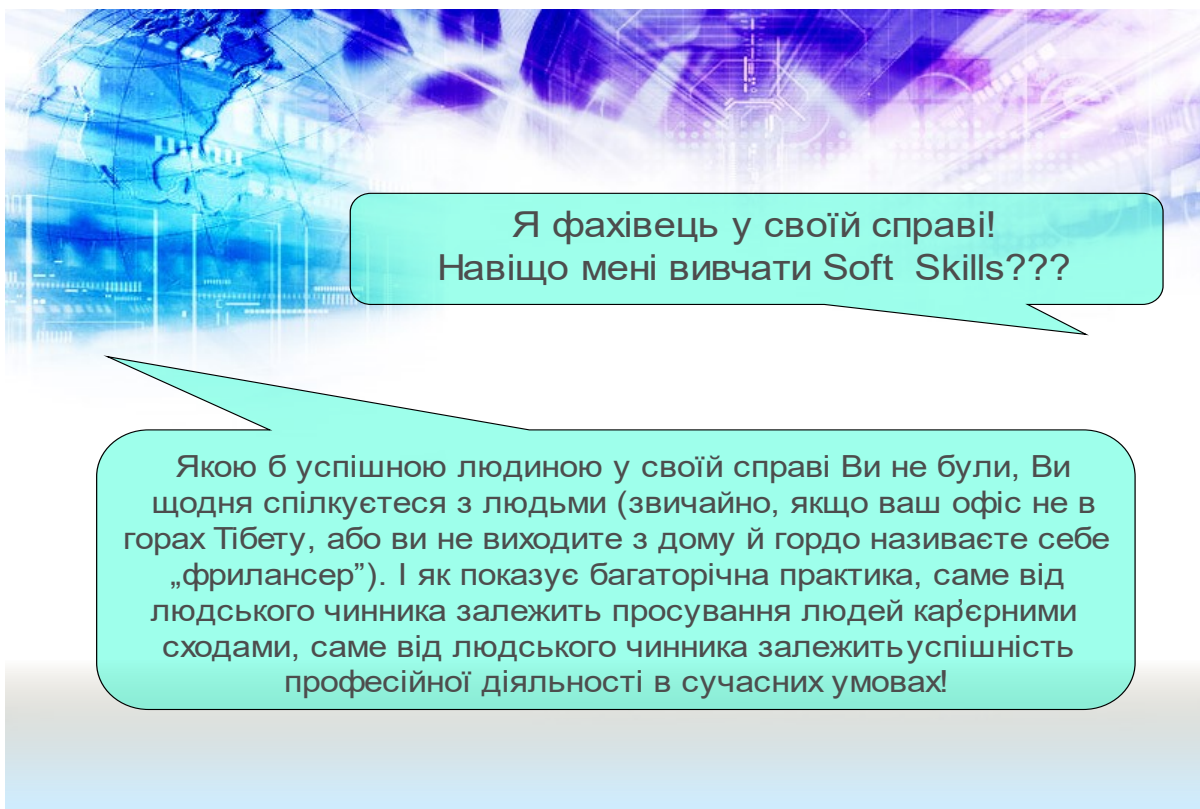 Я фахівець у своїй справі!
Навіщо мені вивчати Soft Skills???
Якою б успішною людиною у своїй справі Ви не були, Ви
щодня спілкуєтеся з людьми (звичайно, якщо ваш офіс не в
горах Тібету, або ви не виходите з дому й гордо називаєте себе
„фрилансер”). І як показує багаторічна практика, саме від
людського чинника залежить просування людей кар'єрними
сходами, саме від людського чинника залежить успішність
професійної діяльності в сучасних умовах!